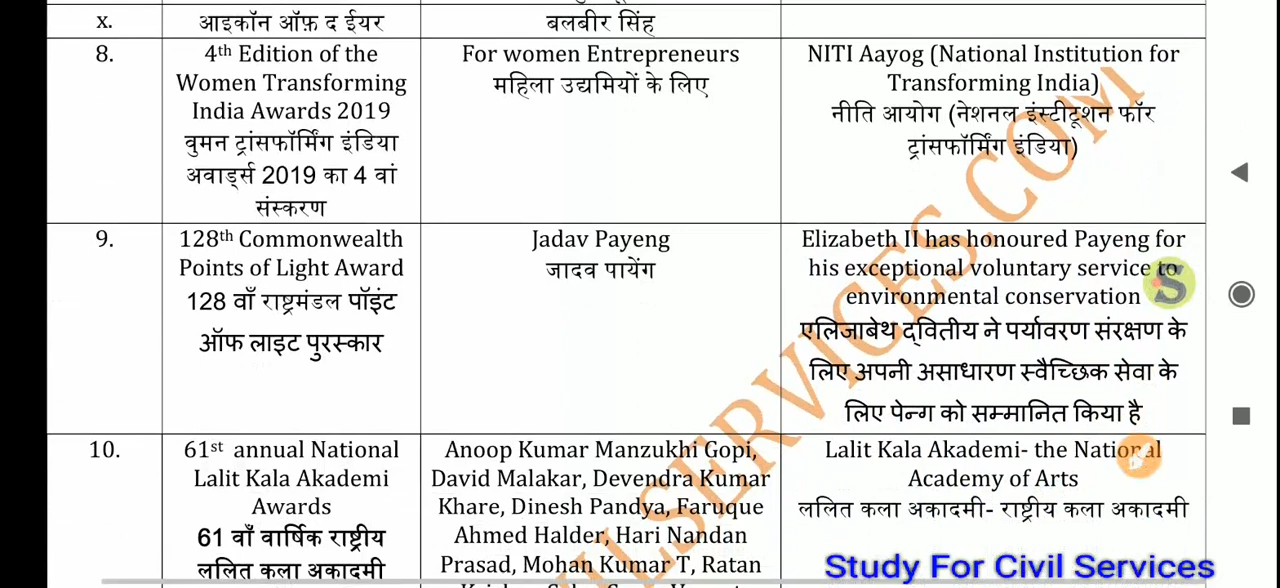 x.
आइकॉन ऑफ़ द ईयर
बलबीर सिंह
8.
4th Edition of the
Women Transforming
India Awards 2019
वुमन ट्रांसफॉर्मिंग इंडिया
अवार्ड्स 2019 का 4 वां
संस्करण
For women Entrepreneurs
महिला उद्यमियों के लिए
NITI Aayog (National Institution for
Transforming India)
नीति आयोग (नेशनल इंस्टीटूशन फॉर
ट्रांसफॉर्मिंग इंडिया)
9.
128th Commonwealth
Points of Light Award
128 वाँ राष्ट्रमंडल पॉइंट
ऑफ लाइट पुरस्कार
Jadav Payeng
जादव पायेंग
Elizabeth II has honoured Payeng for
his exceptional voluntary service to
environmental conservation
एलिजाबेथ द्वितीय ने पर्यावरण संरक्षण के
लिए अपनी असाधारण स्वैच्छिक सेवा के
लिए पेन्ग को सम्मानित किया है
10.
61st annual National
Lalit Kala Akademi
Awards
61 वाँ वार्षिक राष्ट्रीय
ललित कला अकादमी
Anoop Kumar Manzukhi Gopi,
David Malakar, Devendra Kumar
Khare, Dinesh Pandya, Faruque
Ahmed Halder, Hari Nandan
Prasad, Mohan Kumar T, Ratan
Lalit Kala Akademi- the National
Academy of Arts
ललित कला अकादमी- राष्ट्रीय कला अकादमी
ILSERVICES.COM
S
Study For Civil Services